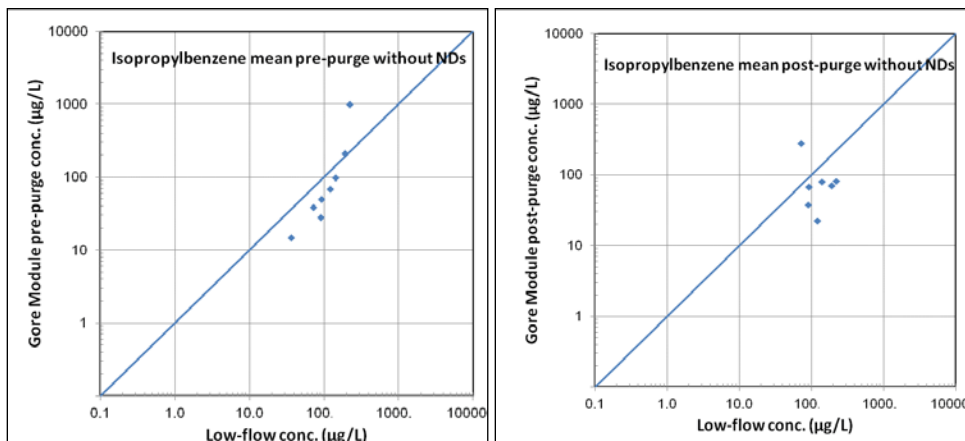 Isopropylbenzene mean pre-purge without NDs
Gore Module pre-purge conc. (µg/L)
10000
1000
100
10
1
0.1 1.0 10.0 100. 1000. 10000
Low-flow conc. (µg/L)
Isopropylbenzene mean post-purge without NDs
Gore Module post-purge conc. (µg/L)
10000
1000
100
10
1
0.1 1.0 10.0 100. 1000. 10000
Low-flow conc. (µg/L)